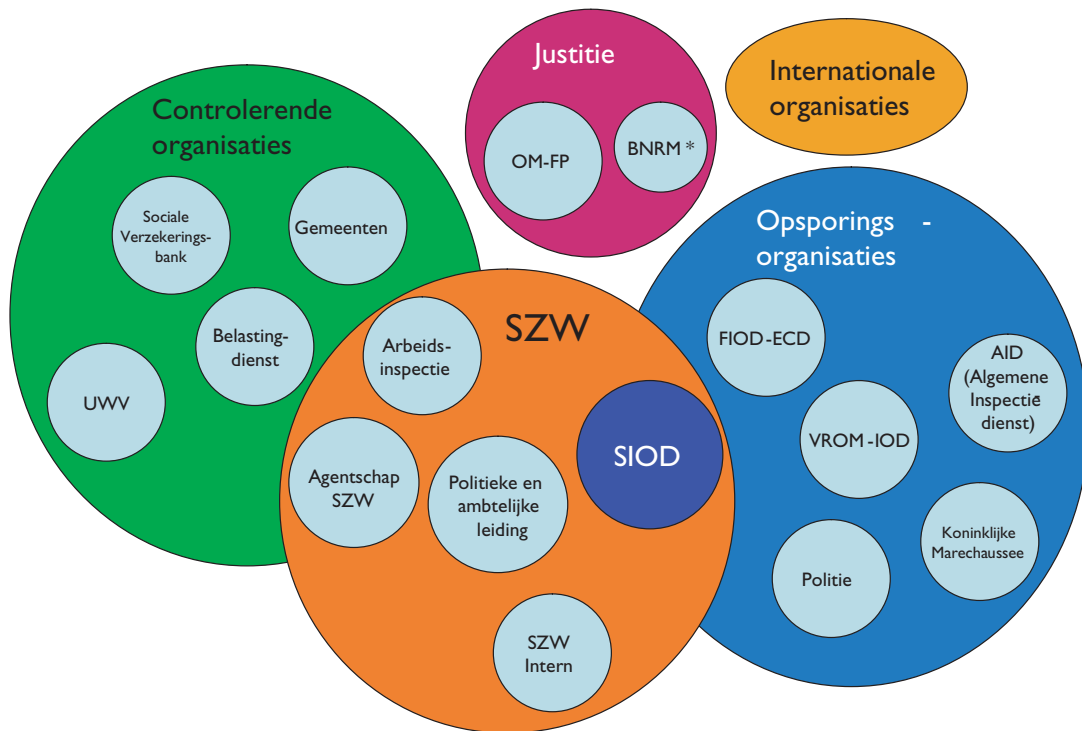 Controlerende
organisaties
Sociale
Verzekerings-
bank
Gemeenten
Belasting-
dienst
UWV
Justitie
OM-FP
BNRM *
Internationale
organisaties
SZW
Arbeids-
inspectie
SIOD
Agentschap
SZW
Politieke en
ambtelijke
leiding
SZW
Intern
Opsporings -
organisaties
FIOD-ECD
AID
(Algemene
Inspectie
dienst)
VROM-IOD
Koninklijke
Marechaussee
Politie